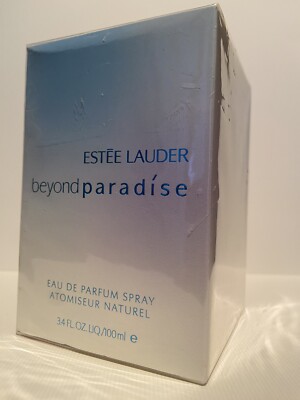 ESTĒE LAUDER
beyond paradíse
EAU DE PARFUM SPRAY
ATOMISEUR NATUREL
3.4 FL.OZ.LIQ/100ml e